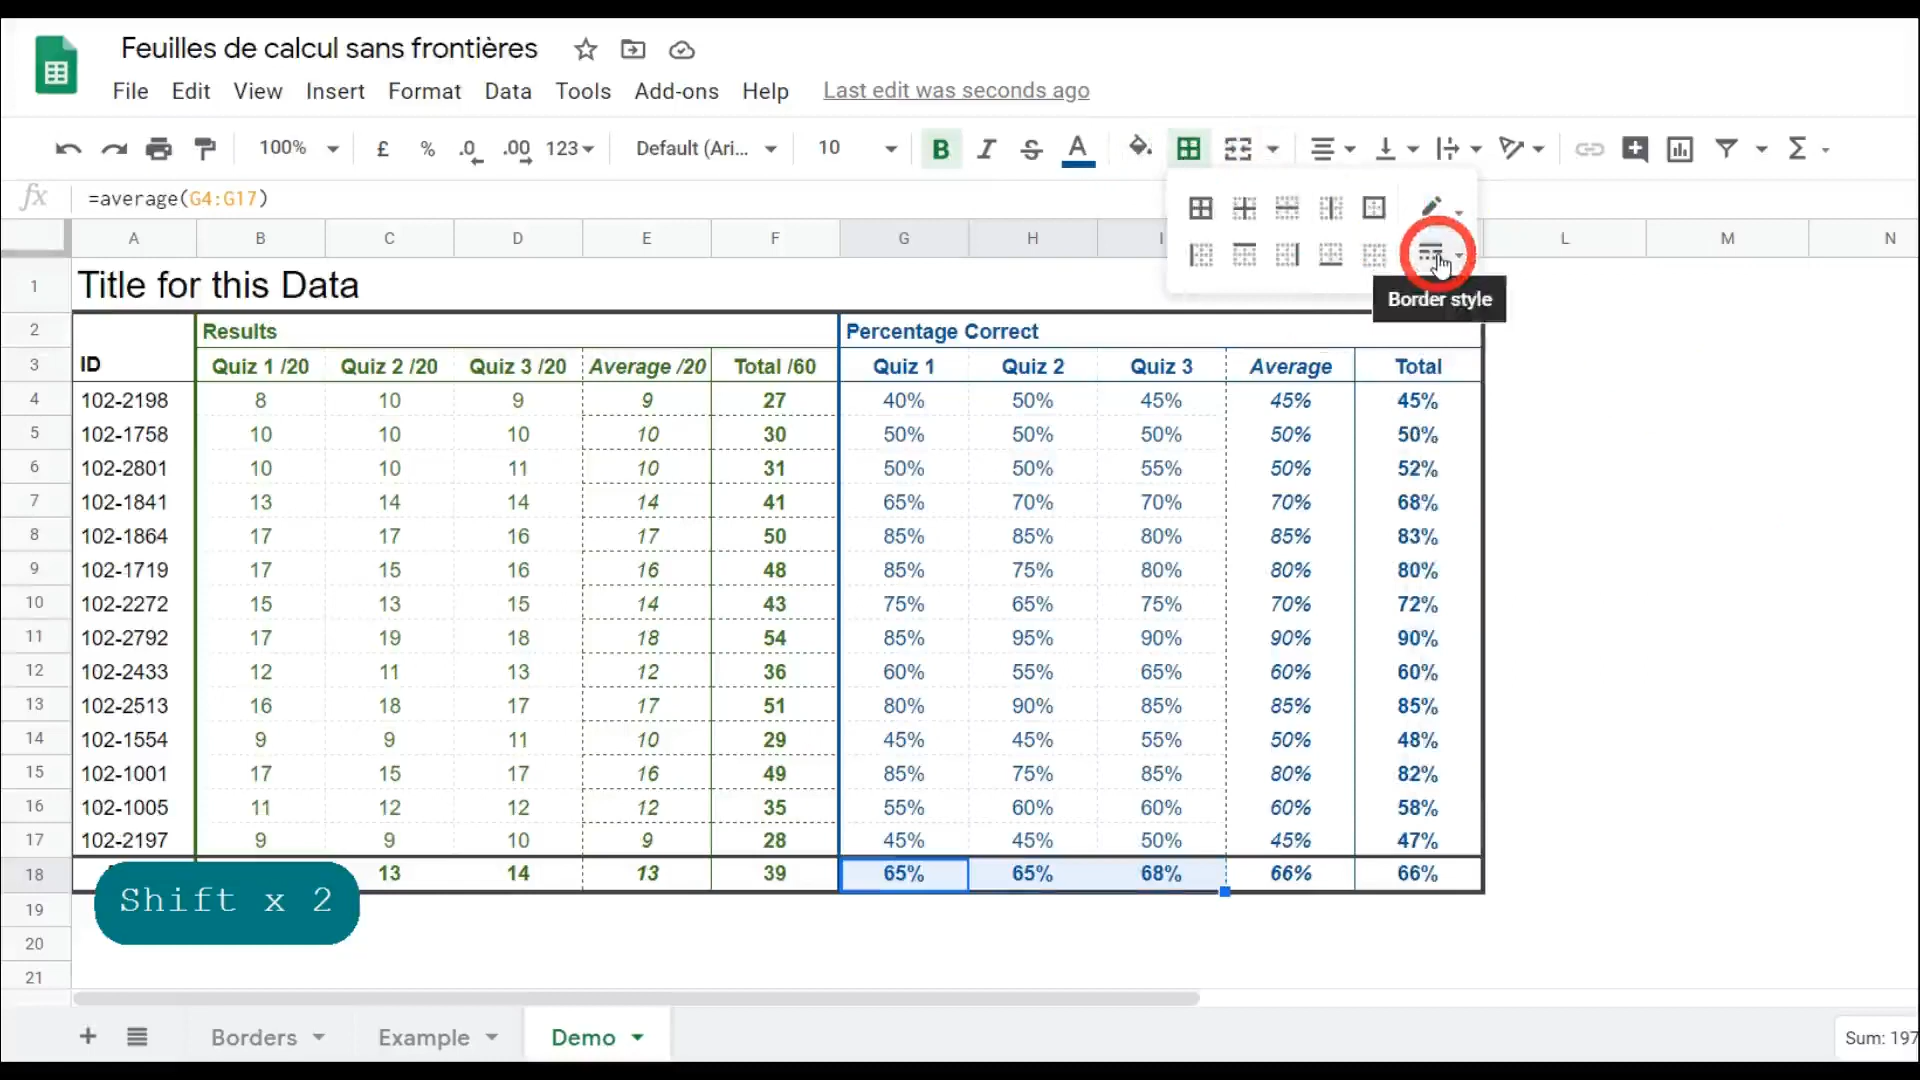 Feuilles de calcul sans frontières
File Edit View Insert Format Data Tools Add-ons Help Last edit was seconds ago
100% £ % .0 .00 123 Default (Ari... 10 B I S A Σ
fx =average(G4:G17)
A B C D E F G H I L M N
Border style
1 Title for this Data
2 Results Percentage Correct
3 ID Quiz 1 /20 Quiz 2 /20 Quiz 3 /20 Average /20 Total /60 Quiz 1 Quiz 2 Quiz 3 Average Total
4 102-2198 8 10 9 9 27 40% 50% 45% 45% 45%
5 102-1758 10 10 10 10 30 50% 50% 50% 50% 50%
6 102-2801 10 10 11 10 31 50% 50% 55% 50% 52%
7 102-1841 13 14 14 14 41 65% 70% 70% 70% 68%
8 102-1864 17 17 16 17 50 85% 85% 80% 85% 83%
9 102-1719 17 15 16 16 48 85% 75% 80% 80% 80%
10 102-2272 15 13 15 14 43 75% 65% 75% 70% 72%
11 102-2792 17 19 18 18 54 85% 95% 90% 90% 90%
12 102-2433 12 11 13 12 36 60% 55% 65% 60% 60%
13 102-2513 16 18 17 17 51 80% 90% 85% 85% 85%
14 102-1554 9 9 11 10 29 45% 45% 55% 50% 48%
15 102-1001 17 15 17 16 49 85% 75% 85% 80% 82%
16 102-1005 11 12 12 12 35 55% 60% 60% 60% 58%
17 102-2197 9 9 10 9 28 45% 45% 50% 45% 47%
18 13 14 13 39 65% 65% 68% 66% 66%
Shift x 2
19
20
21
Borders Example Demo Sum: 197